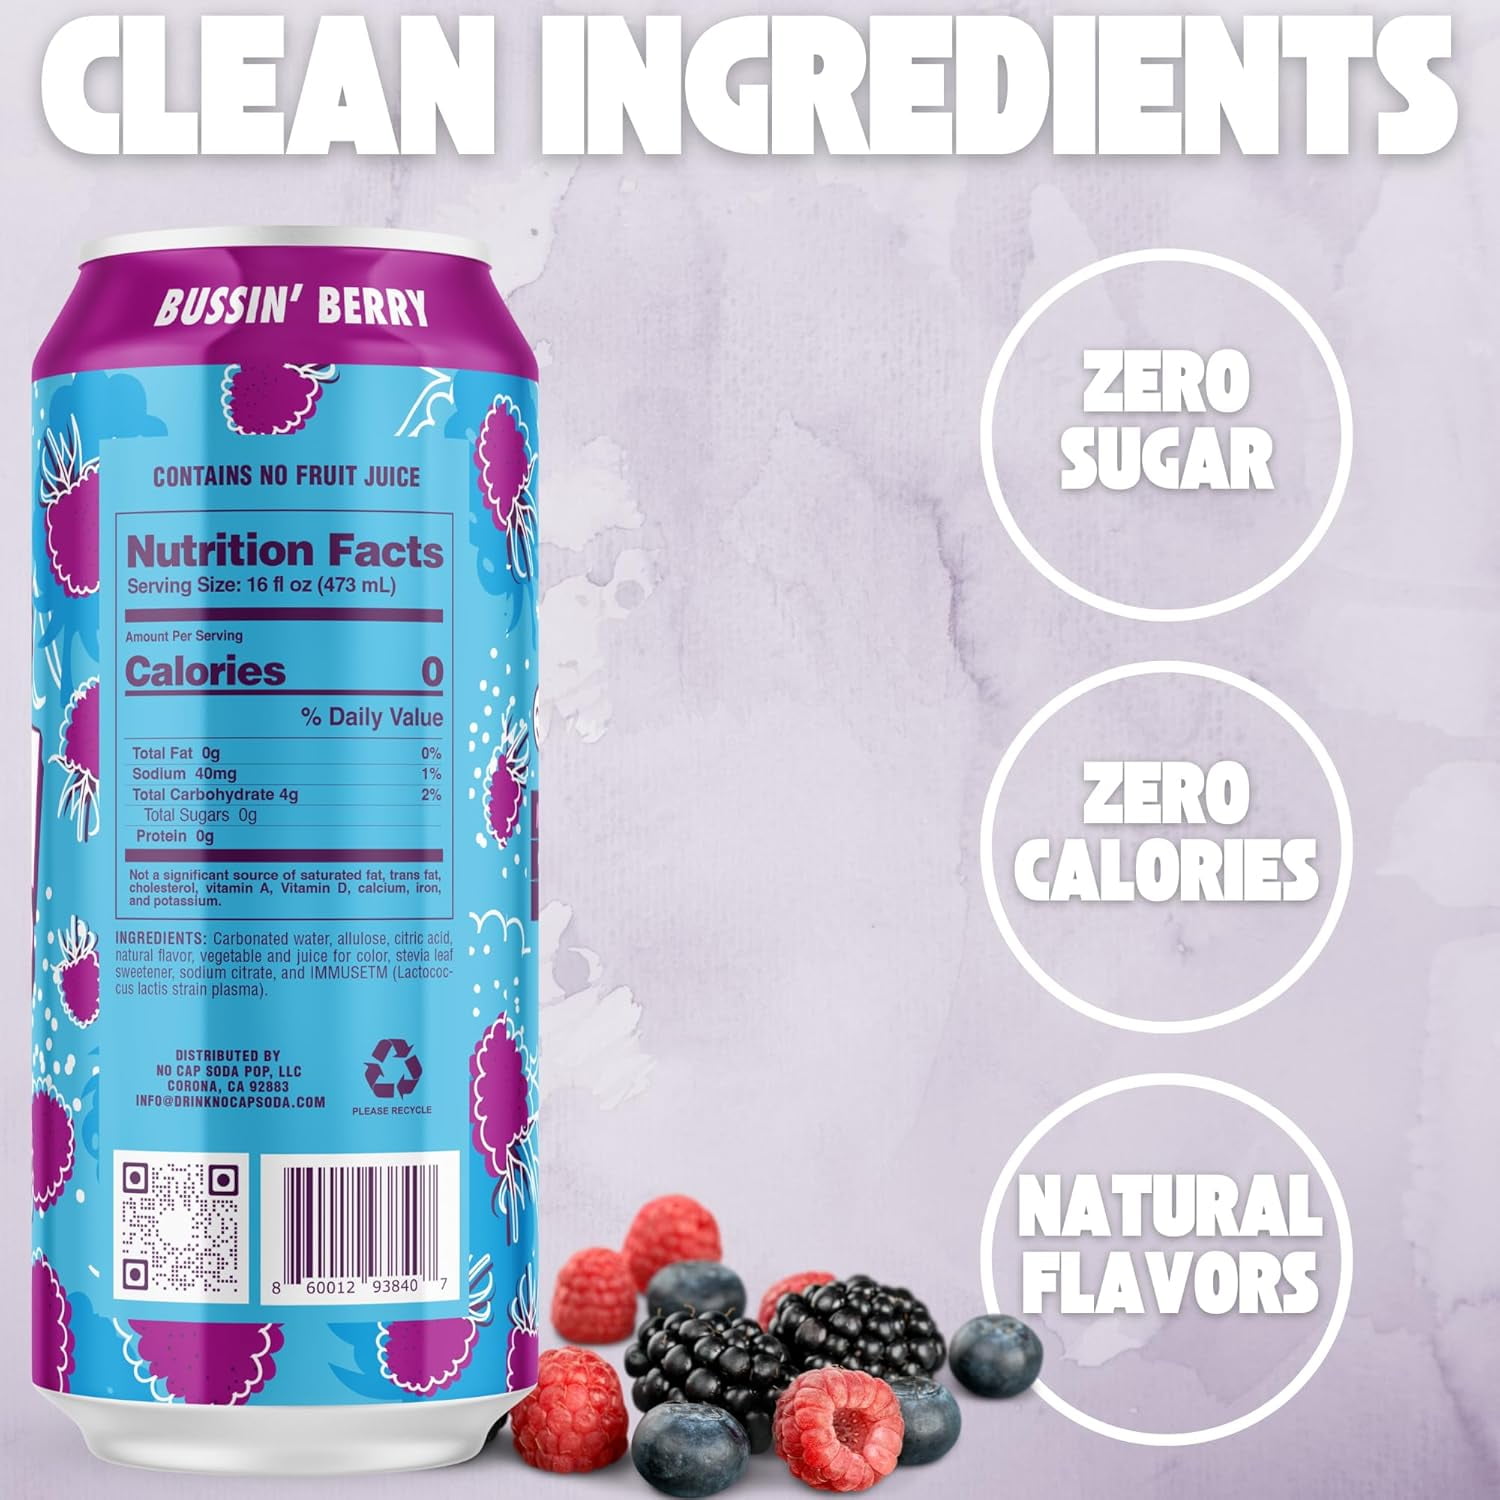 CLEAN INGREDIENTS
BUSSIN' BERRY
CONTAINS NO FRUIT JUICE
Nutrition Facts
Serving Size: 16 fl oz (473 mL)
Amount Per Serving
Calories 0
% Daily Value
Total Fat 0g 0%
Sodium 40mg 1%
Total Carbohydrate 4g 2%
Total Sugars 0g
Protein 0g
Not a significant source of saturated fat, trans fat,
cholesterol, vitamin A, Vitamin D, calcium, iron,
and potassium.
INGREDIENTS: Carbonated water, allulose, citric acid,
natural flavor, vegetable and juice for color, stevia leaf
sweetener, sodium citrate, and IMMUSETM (Lactococ-
cus lactis strain plasma).
DISTRIBUTED BY
NO CAP SODA POP, LLC
CORONA, CA 92883
INFO@DRINKNOCAPSODA.COM
PLEASE RECYCLE
8 60012 93840 7
ZERO
SUGAR
ZERO
CALORIES
NATURAL
FLAVORS